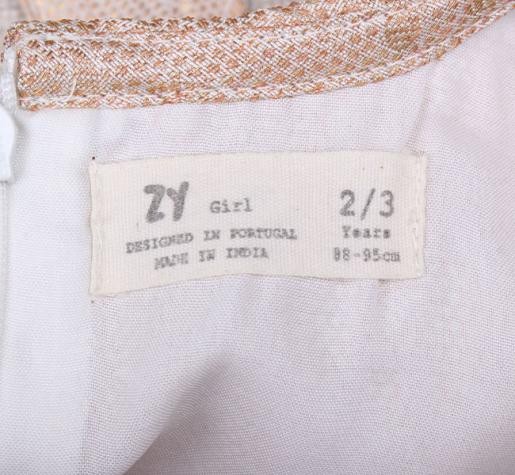 ZY Girl 2/3
DESIGNED IN PORTUGAL Years
MADE IN INDIA 88-95cm